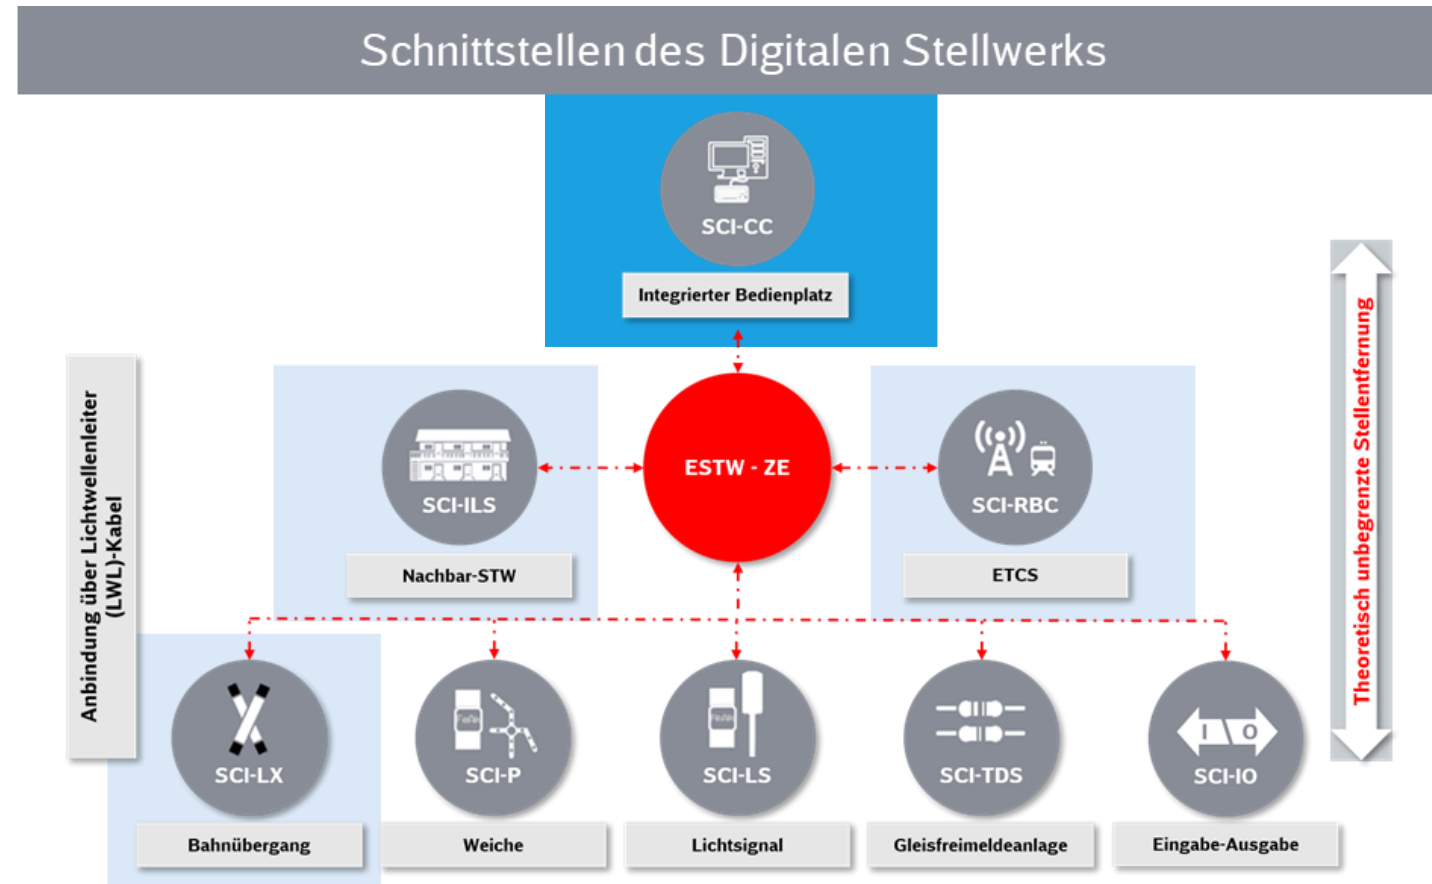 Schnittstellen des Digitalen Stellwerks
SCI-CC
Integrierter Bedienplatz
Anbindung über Lichtwellenleiter
(LWL)-Kabel
SCI-ILS
Nachbar-STW
ESTW - ZE
SCI-RBC
ETCS
Theoretisch unbegrenzte Stellentfernung
SCI-LX
Bahnübergang
SCI-P
Weiche
SCI-LS
Lichtsignal
SCI-TDS
Gleisfreimeldeanlage
I O
SCI-IO
Eingabe-Ausgabe